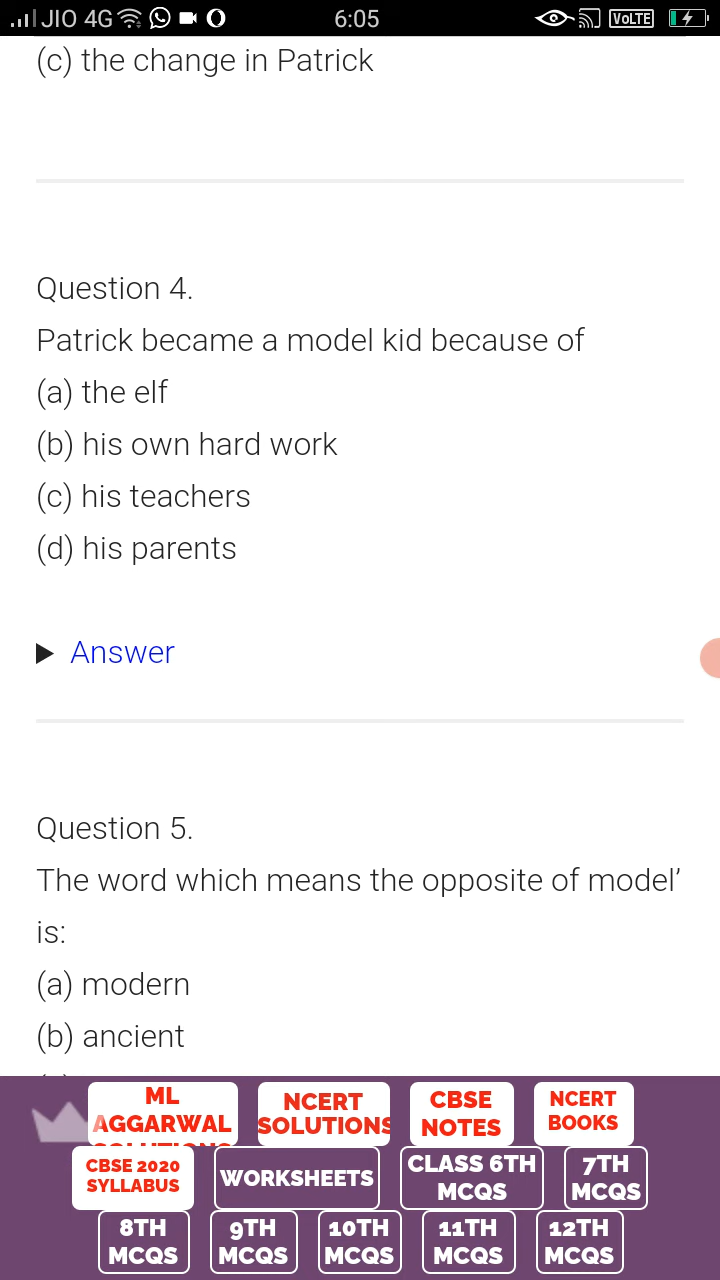 JIO 4G 6:05 VoLTE
(c) the change in Patrick
Question 4.
Patrick became a model kid because of
(a) the elf
(b) his own hard work
(c) his teachers
(d) his parents
▶ Answer
Question 5.
The word which means the opposite of model’
is:
(a) modern
(b) ancient
ML
AGGARWAL
SOLUTIONS
NCERT
SOLUTIONS
CBSE
NOTES
NCERT
BOOKS
CBSE 2020
SYLLABUS
WORKSHEETS
CLASS 6TH
MCQS
7TH
MCQS
8TH
MCQS
9TH
MCQS
10TH
MCQS
11TH
MCQS
12TH
MCQS